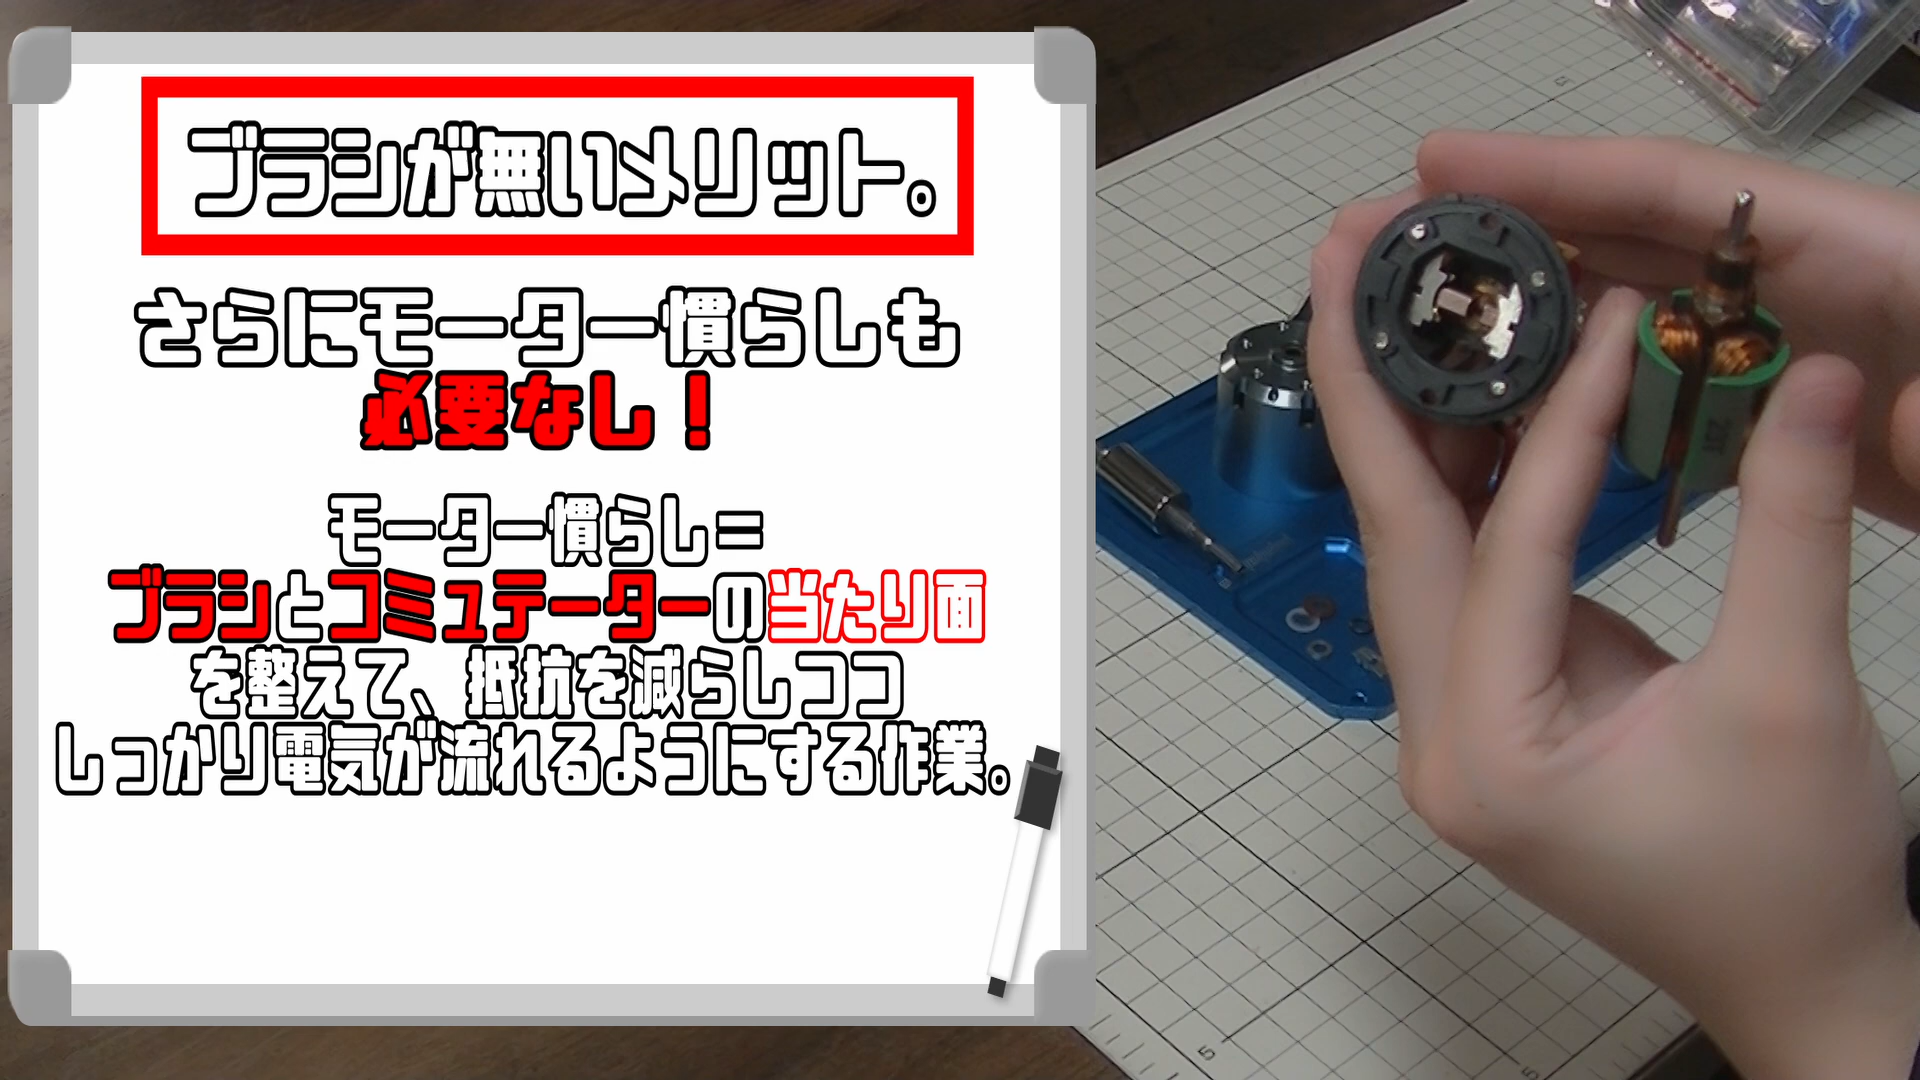 ブラシが無いメリット。
さらにモーター慣らしも
必要なし！
モーター慣らし＝
ブラシとコミュテーターの当たり面
を整えて、抵抗を減らしつつ
しっかり電気が流れるようにする作業。
20T
5
5